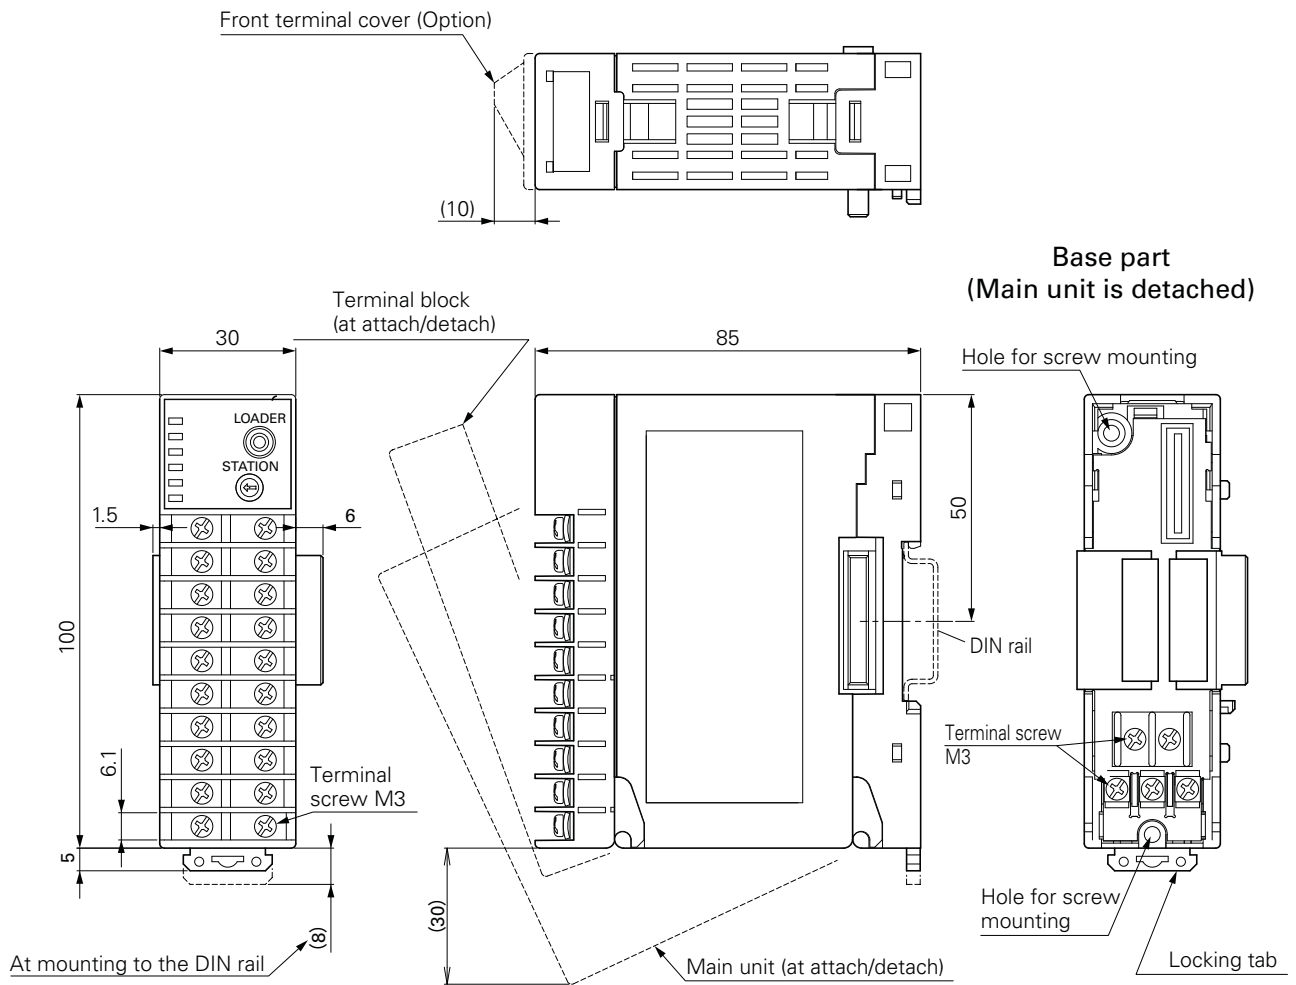 Front terminal cover (Option)
(10)
Base part
(Main unit is detached)
Terminal block
(at attach/detach)
30
85
Hole for screw mounting
LOADER
STATION
1.5
6
50
100
DIN rail
6.1
Terminal
screw M3
Terminal screw
M3
5
(8)
(30)
At mounting to the DIN rail
Main unit (at attach/detach)
Hole for screw
mounting
Locking tab